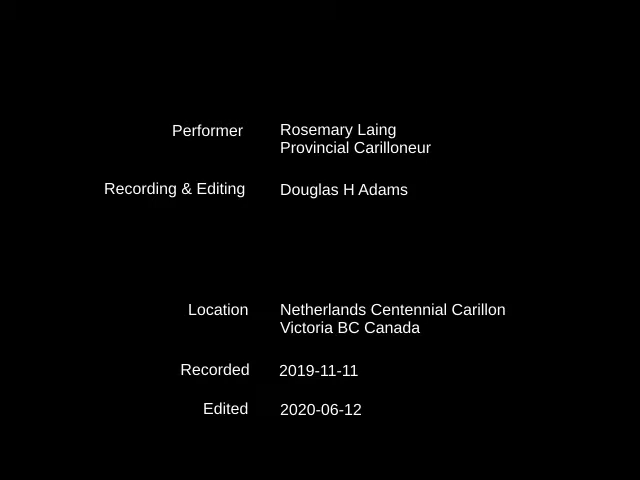 Performer Rosemary Laing
Provincial Carilloneur
Recording & Editing Douglas H Adams
Location Netherlands Centennial Carillon
Victoria BC Canada
Recorded 2019-11-11
Edited 2020-06-12